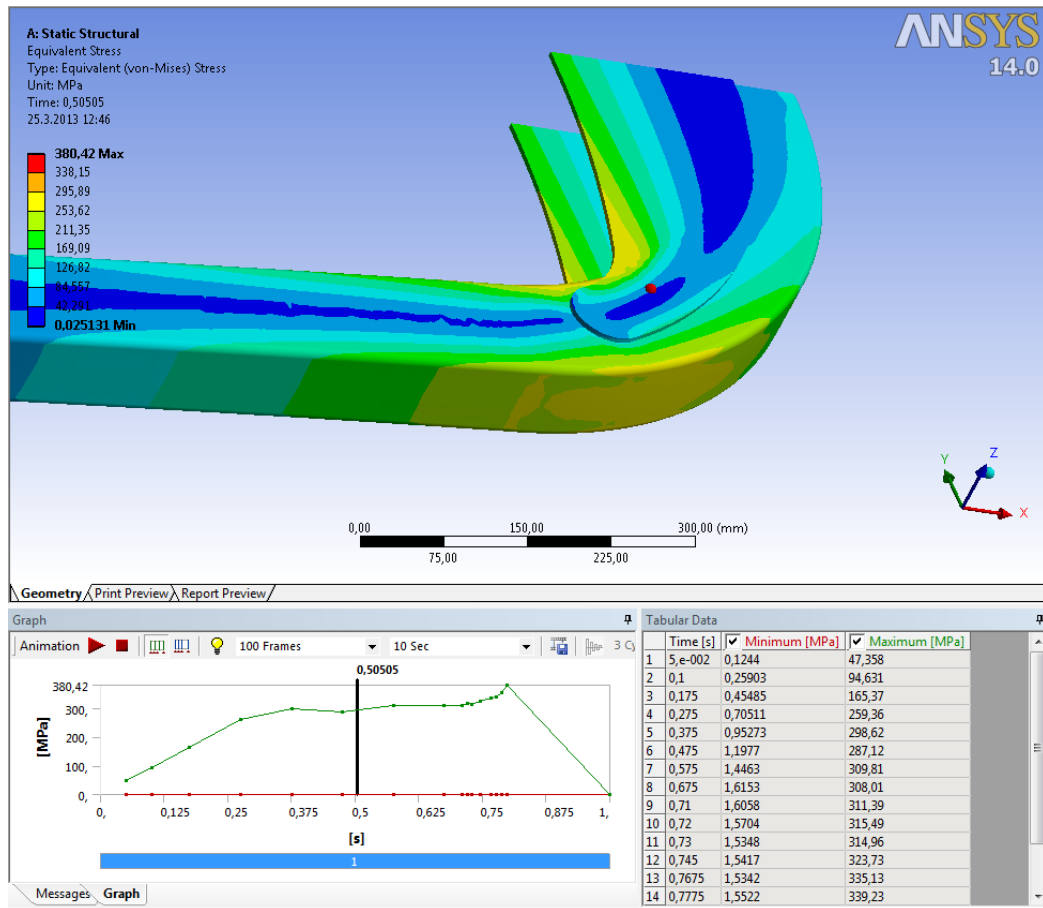 A: Static Structural
Equivalent Stress
Type: Equivalent (von-Mises) Stress
Unit: MPa
Time: 0,50505
25.3.2013 12:46
ANSYS
14.0
380,42 Max
338,15
295,89
253,62
211,35
169,09
126,82
84,557
42,291
0,025131 Min
Y
Z
X
0,00
150,00
300,00 (mm)
75,00
225,00
Geometry Print Preview Report Preview
Graph
Animation 100 Frames 10 Sec 3 Cy
0,50505
380,42
300,
200,
100,
0,
[MPa]
0, 0,125 0,25 0,375 0,5 0,625 0,75 0,875 1,
[s]
1
Messages Graph
Tabular Data
Time [s] Minimum [MPa] Maximum [MPa]
1 5,e-002 0,1244 47,358
2 0,1 0,25903 94,631
3 0,175 0,45485 165,37
4 0,275 0,70511 259,36
5 0,375 0,95273 298,62
6 0,475 1,1977 287,12
7 0,575 1,4463 309,81
8 0,675 1,6153 308,01
9 0,71 1,6058 311,39
10 0,72 1,5704 315,49
11 0,73 1,5348 314,96
12 0,745 1,5417 323,73
13 0,7675 1,5342 335,13
14 0,7775 1,5522 339,23